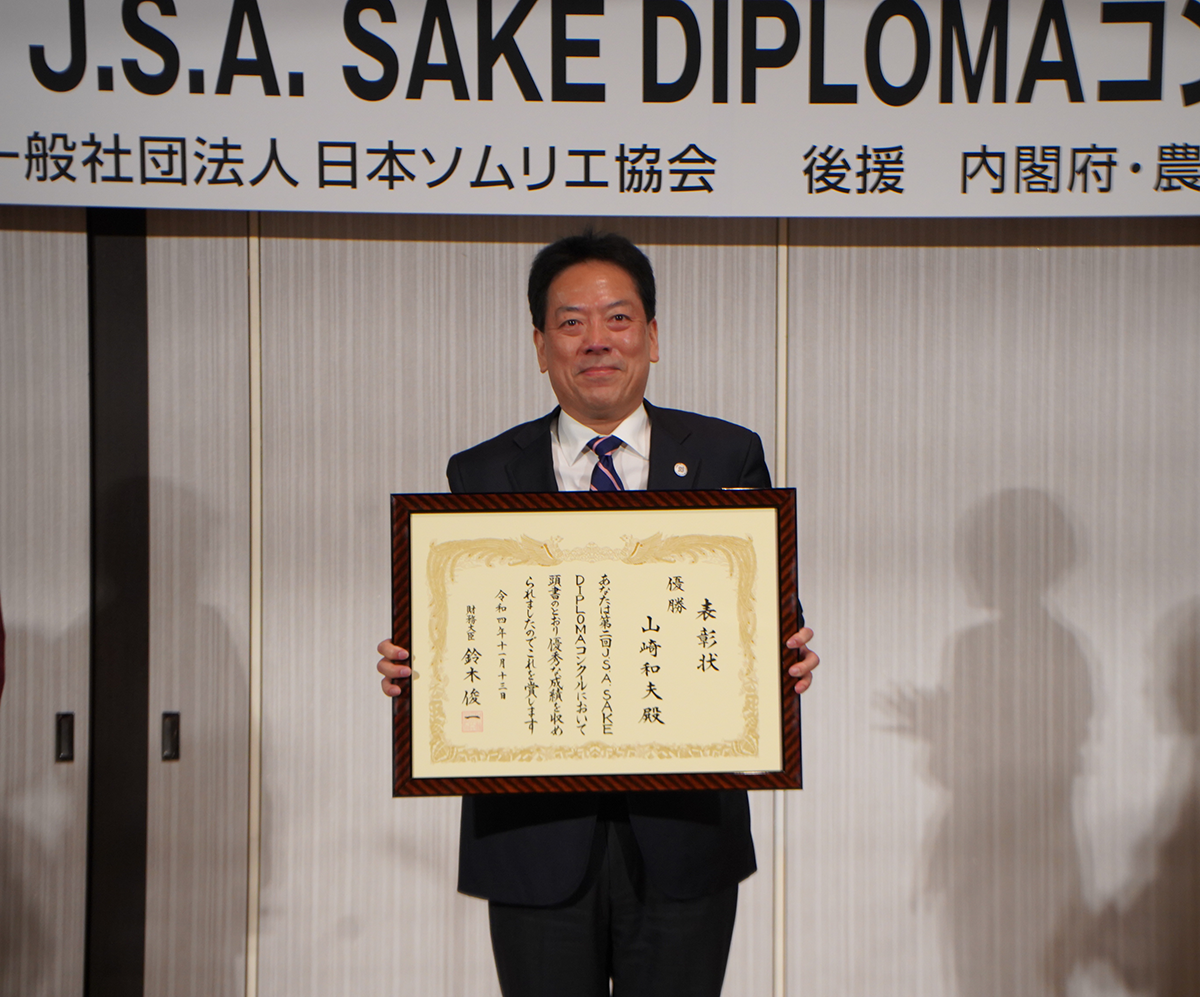 J.S.A. SAKE DIPLOMAコン
一般社団法人 日本ソムリエ協会 後援 内閣府・農
表彰状
優勝
山崎和夫殿
あなたは第二回J.S.A.SAKE
DIPLOMAコンクールにおいて
頭書のとおり優秀な成績を収め
られましたのでこれを賞します
令和四年十一月十三日
財務大臣 鈴木俊一